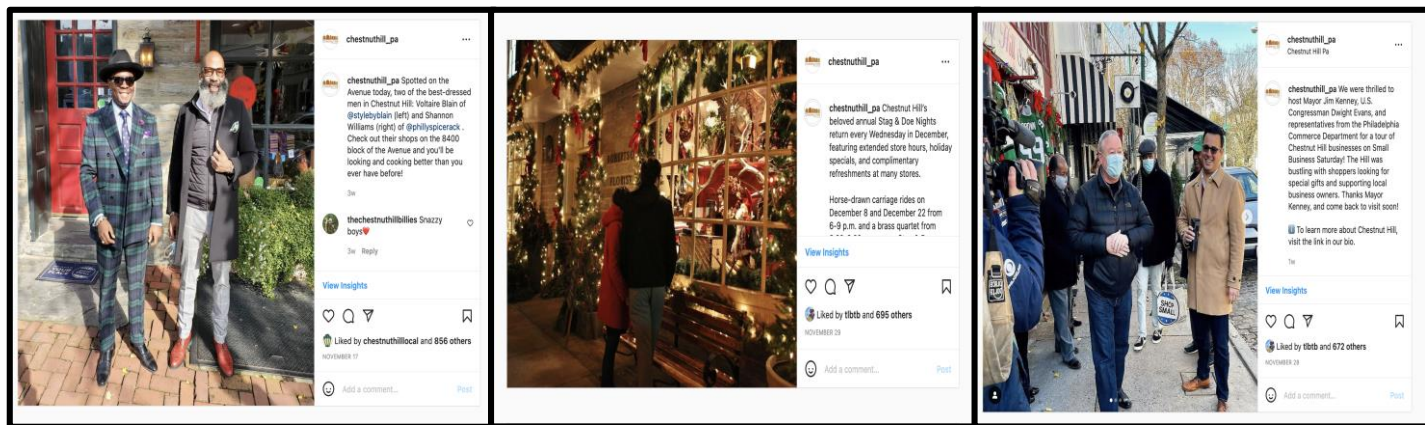 chestnuthill_pa
chestnuthill_pa Spotted on the
Avenue today, two of the best-dressed
men in Chestnut Hill: Voltaire Blain of
@stylebyblain (left) and Shannon
Williams (right) of @phillyspicerack .
Check out their shops on the 8400
block of the Avenue and you'll be
looking and cooking better than you
ever have before!
3w
thechestnuthillbillies Snazzy
boys❤️
3w Reply
View Insights
Liked by chestnuthilllocal and 856 others
NOVEMBER 17
Add a comment...
Post
chestnuthill_pa
chestnuthill_pa Chestnut Hill's
beloved annual Stag & Doe Nights
return every Wednesday in December,
featuring extended store hours, holiday
specials, and complimentary
refreshments at many stores.
Horse-drawn carriage rides on
December 8 and December 22 from
6–9 p.m. and a brass quartet from
View Insights
Liked by tlbtb and 695 others
NOVEMBER 29
Add a comment...
Post
FLORIST
chestnuthill_pa
Chestnut Hill Pa
chestnuthill_pa We were thrilled to
host Mayor Jim Kenney, U.S.
Congressman Dwight Evans, and
representatives from the Philadelphia
Commerce Department for a tour of
Chestnut Hill businesses on Small
Business Saturday! The Hill was
bustling with shoppers looking for
special gifts and supporting local
business owners. Thanks Mayor
Kenney, and come back to visit soon!
To learn more about Chestnut Hill,
visit the link in our bio.
1w
View Insights
Liked by tlbtb and 672 others
NOVEMBER 28
Add a comment...
Post
SHOP
SMALL